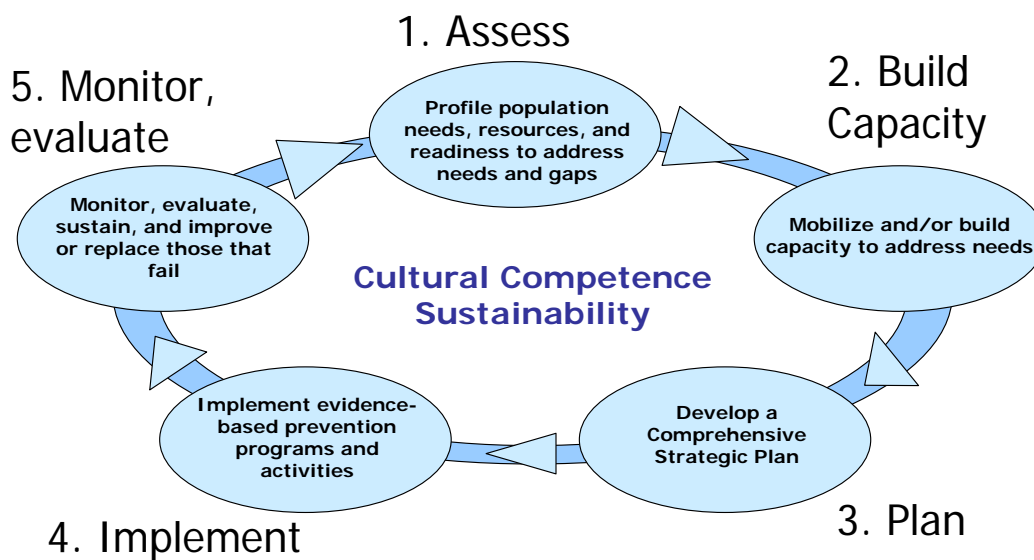 1. Assess
Profile population
needs, resources, and
readiness to address
needs and gaps
2. Build
Capacity
Mobilize and/or build
capacity to address needs
3. Plan
Develop a
Comprehensive
Strategic Plan
4. Implement
Implement evidence-
based prevention
programs and
activities
5. Monitor,
evaluate
Monitor, evaluate,
sustain, and improve
or replace those that
fail
Cultural Competence
Sustainability